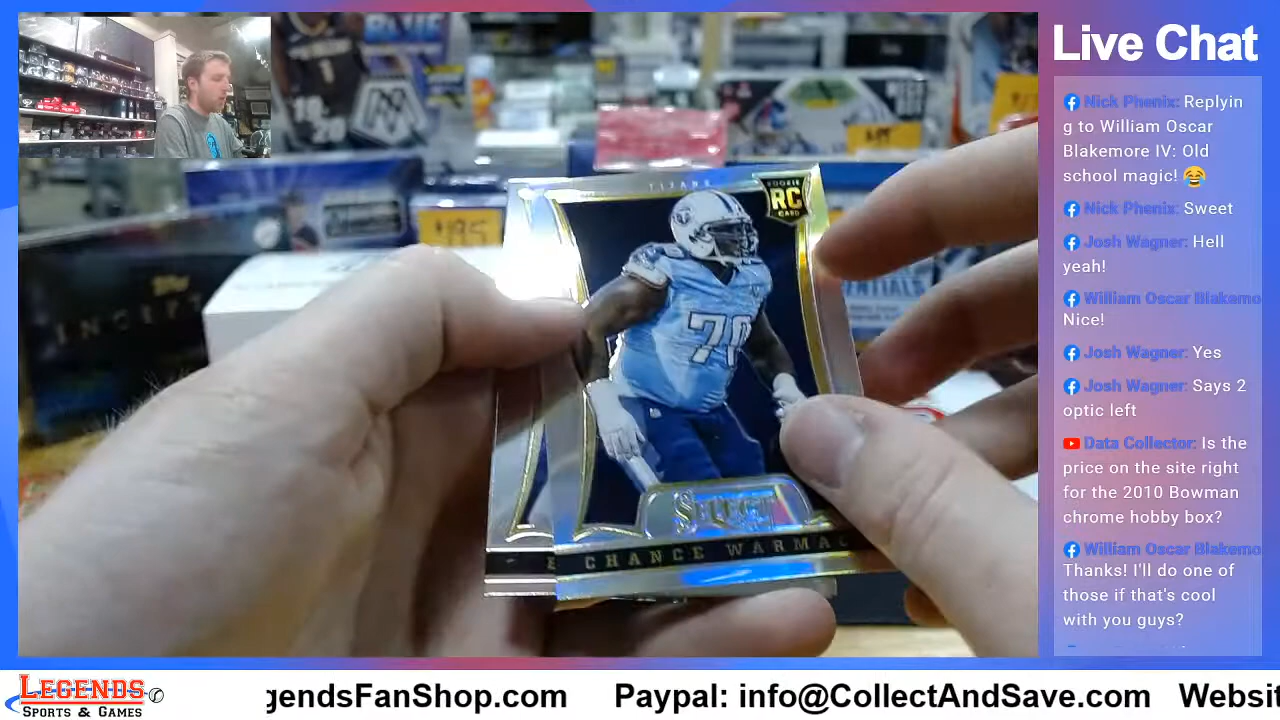 Live Chat
Nick Phenix: Replyin
g to William Oscar
Blakemore IV: Old
school magic! 😂
Nick Phenix: Sweet
Josh Wagner: Hell
yeah!
William Oscar Blakemo
Nice!
Josh Wagner: Yes
Josh Wagner: Says 2
optic left
Data Collector: Is the
price on the site right
for the 2010 Bowman
chrome hobby box?
William Oscar Blakemo
Thanks! I'll do one of
those if that's cool
with you guys?
BLUE
TITANS
ROOKIE
RC
CARD
70
SELECT
CHANCE WARMAC
LEGENDS
SPORTS & GAMES
gendsFanShop.com Paypal: info@CollectAndSave.com Websit